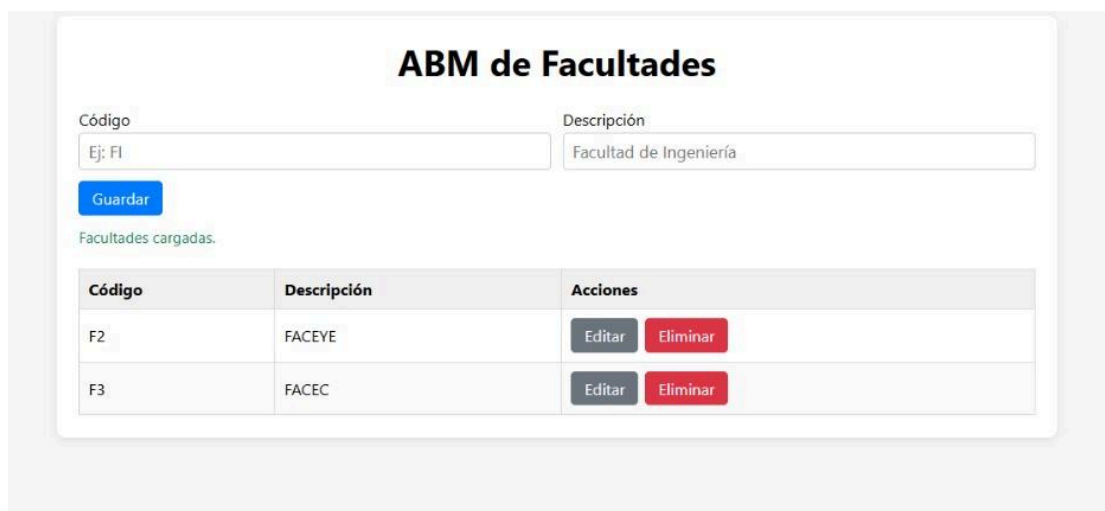 ABM de Facultades
Código Descripción
Ej: FI Facultad de Ingeniería
Guardar
Facultades cargadas.
Código Descripción Acciones
F2 FACEYE Editar Eliminar
F3 FACEC Editar Eliminar